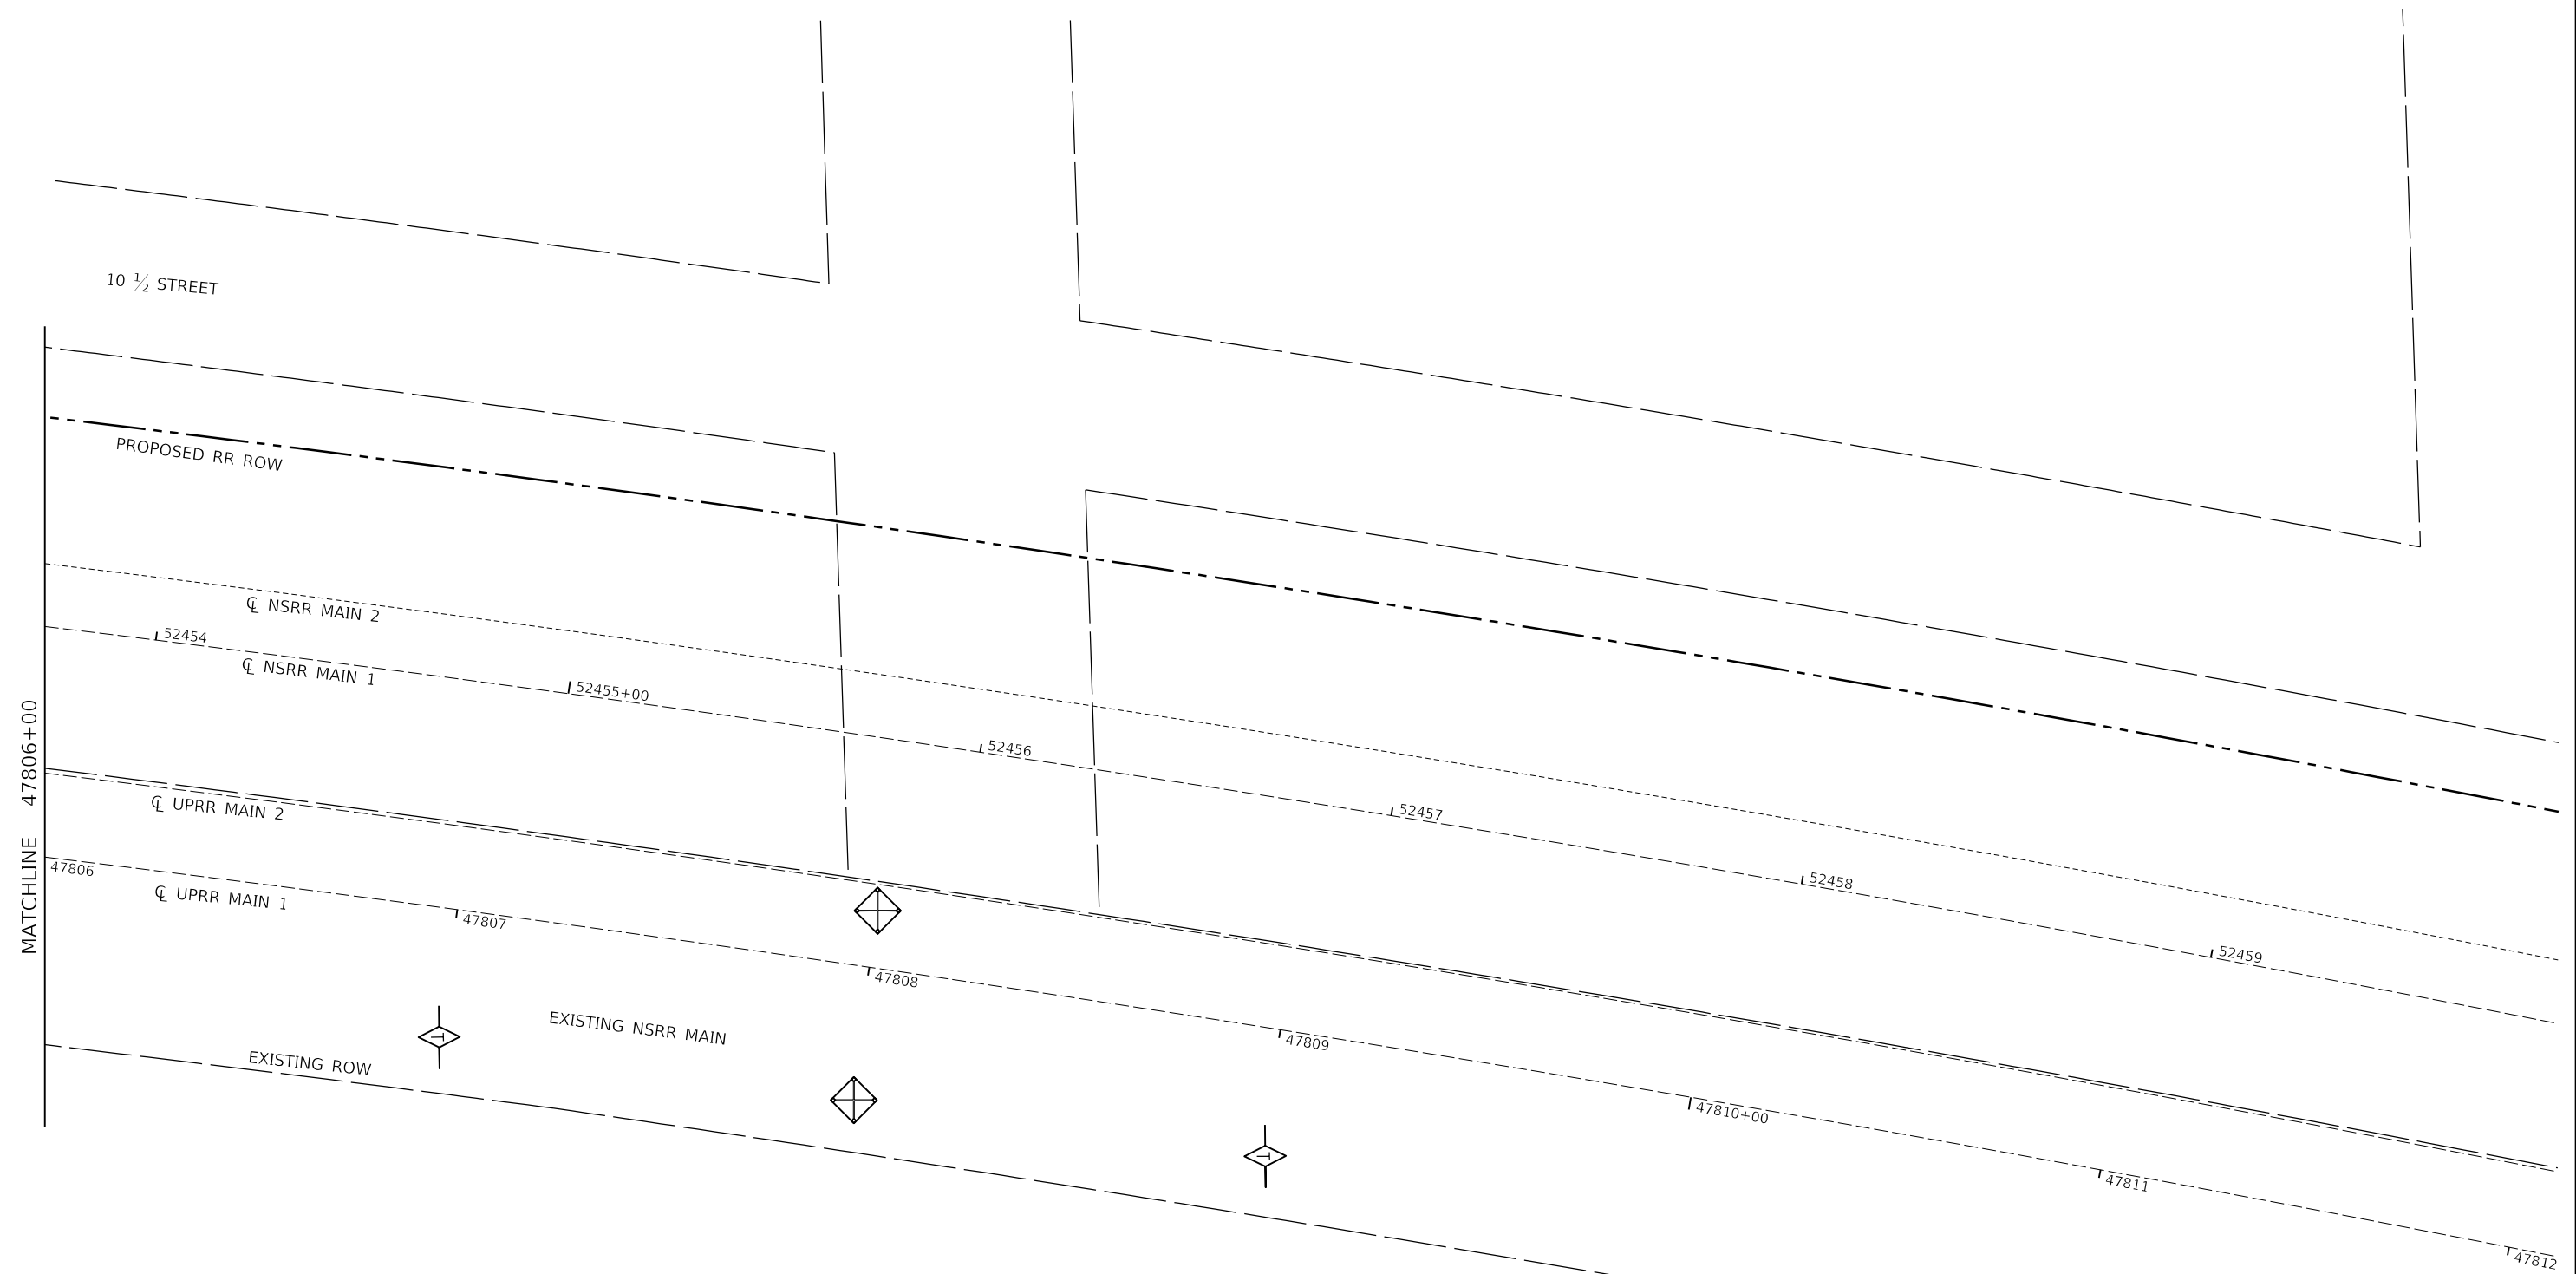 10 ½ STREET
PROPOSED RR ROW
℄ NSRR MAIN 2
52454
℄ NSRR MAIN 1
52455+00
52456
52457
52458
52459
MATCHLINE 47806+00
℄ UPRR MAIN 2
47806
℄ UPRR MAIN 1
47807
47808
47809
47810+00
47811
47812
EXISTING NSRR MAIN
EXISTING ROW
T
T